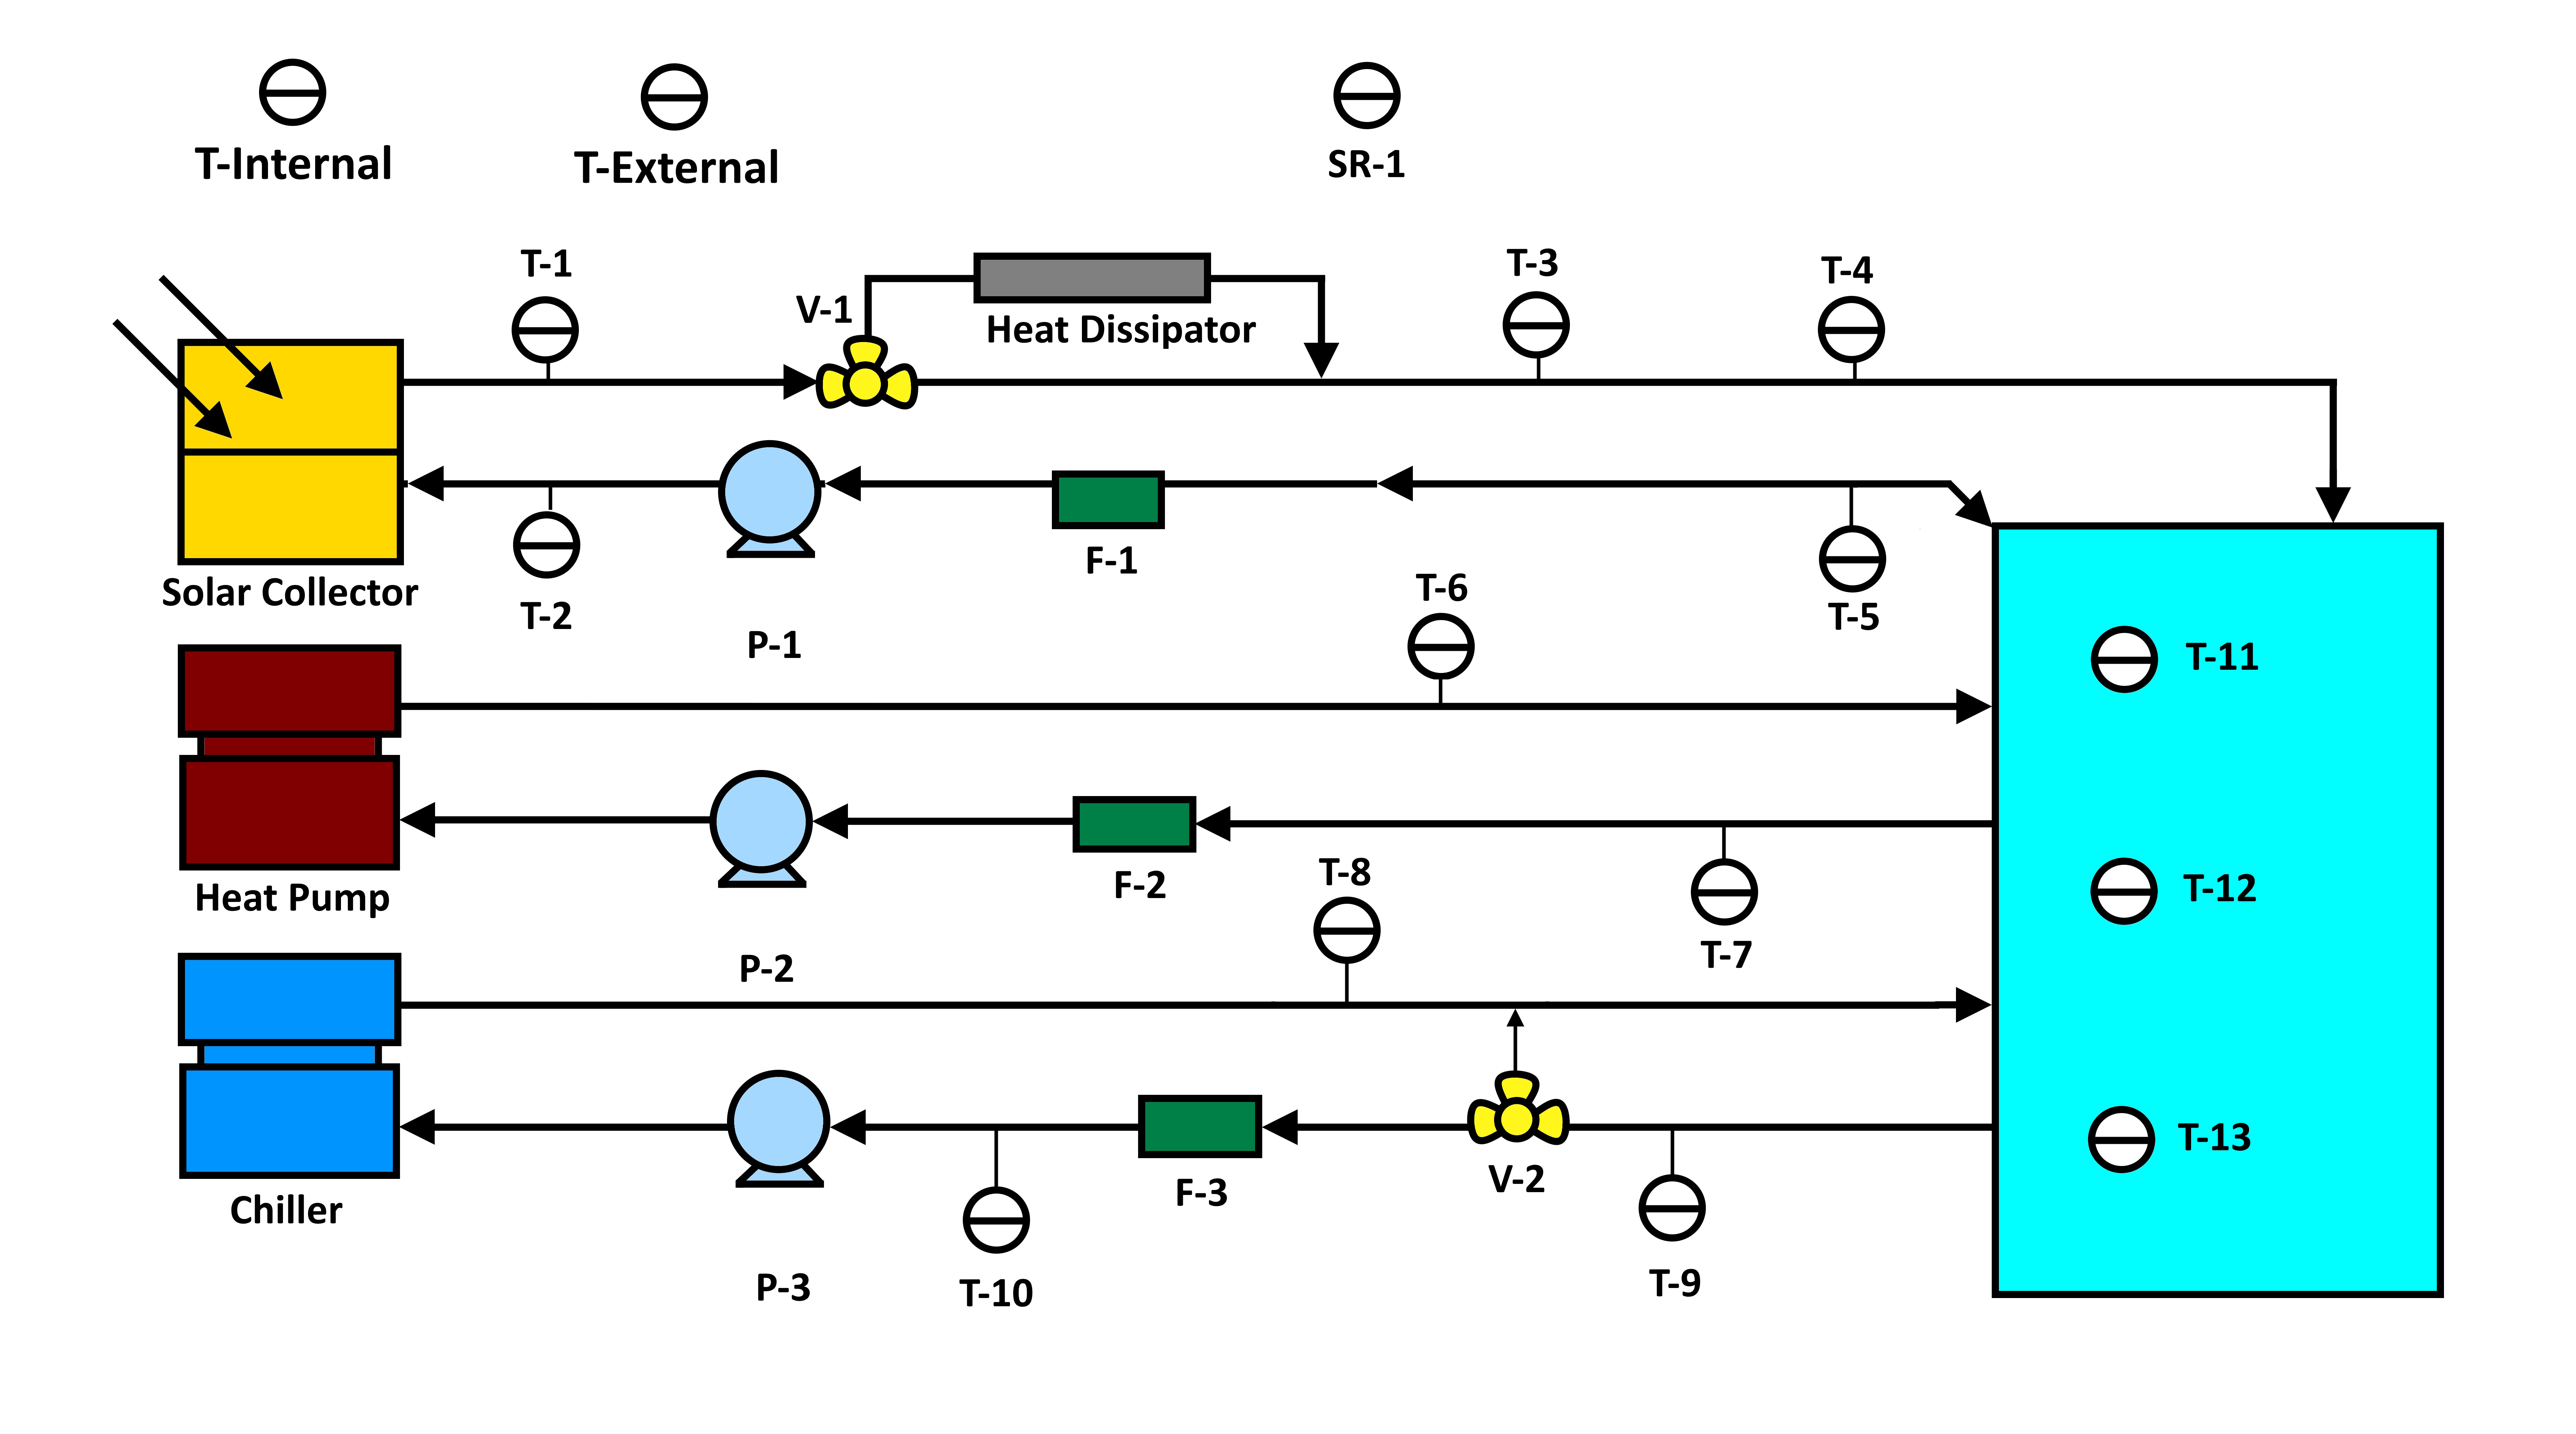 T-Internal
T-External
SR-1
T-1
V-1
Heat Dissipator
T-3
T-4
Solar Collector
T-2
P-1
F-1
T-6
T-5
T-11
Heat Pump
P-2
F-2
T-8
T-7
T-12
Chiller
P-3
T-10
F-3
V-2
T-9
T-13